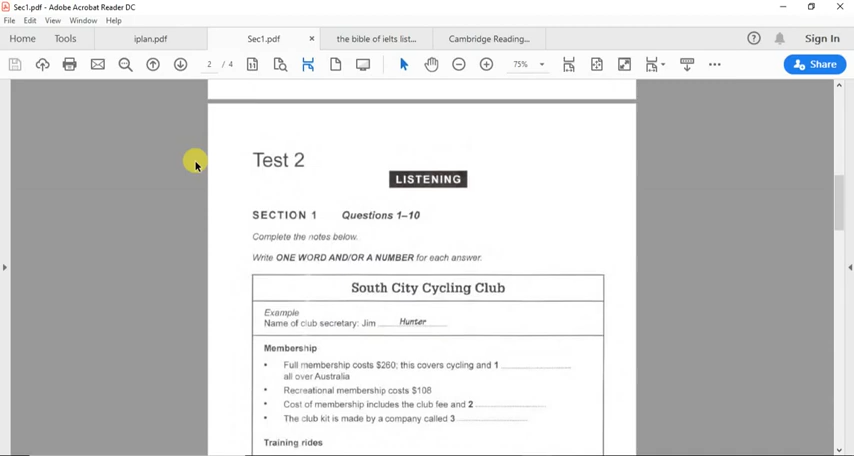 Sec1.pdf - Adobe Acrobat Reader DC
File Edit View Window Help
Home Tools iplan.pdf Sec1.pdf × the bible of ielts list... Cambridge Reading... Sign In
2 / 4 75% Share
Test 2
LISTENING
SECTION 1 Questions 1–10
Complete the notes below.
Write ONE WORD AND/OR A NUMBER for each answer.
South City Cycling Club
Example
Name of club secretary: Jim Hunter
Membership
• Full membership costs $260; this covers cycling and 1
all over Australia
• Recreational membership costs $108
• Cost of membership includes the club fee and 2
• The club kit is made by a company called 3
Training rides